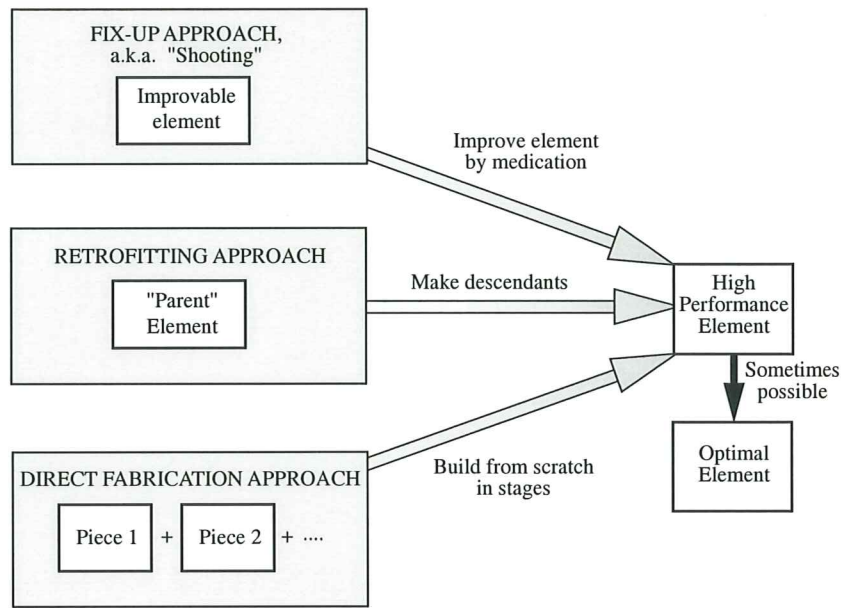 FIX-UP APPROACH,
a.k.a. "Shooting"
Improvable
element
Improve element
by medication
RETROFITTING APPROACH
"Parent"
Element
Make descendants
High
Performance
Element
Sometimes
possible
Optimal
Element
DIRECT FABRICATION APPROACH
Piece 1 + Piece 2 + ....
Build from scratch
in stages